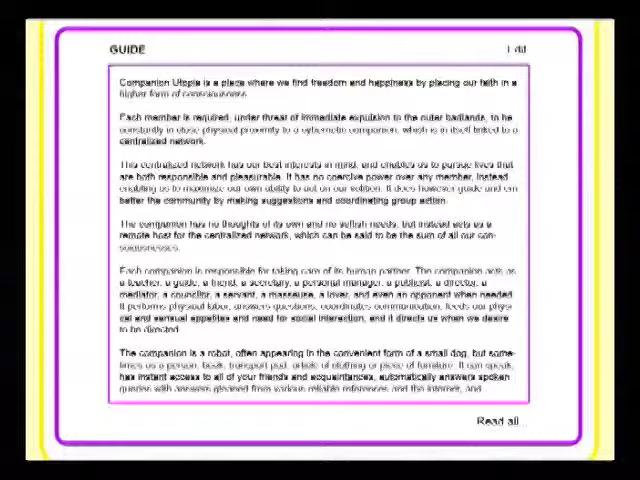 GUIDE
Edit
Companion Utopia is a place where we find freedom and happiness by placing our faith in a
higher form of consciousness.
Each member is required, under threat of immediate expulsion to the outer badlands, to be
constantly in close physical proximity to a cybernetic companion, which is in itself linked to a
centralized network.
This centralized network has our best interests in mind, and enables us to pursue lives that
are both responsible and pleasurable. It has no coercive power over any member, instead
enabling us to maximize our own ability to act on our volition. It does however guide and em
better the community by making suggestions and coordinating group action.
The companion has no thoughts of its own and no selfish needs, but instead acts as a
remote host for the centralized network, which can be said to be the sum of all our con-
sciousnesses.
Each companion is responsible for taking care of its human partner. The companion acts as
a teacher, a guide, a friend, a secretary, a personal manager, a publicist, a director, a
mediator, a councilor, a servant, a masseuse, a lover, and even an opponent when needed.
It performs physical labor, answers questions, coordinates communication, feeds our physi-
cal and sensual appetites and need for social interaction, and it directs us when we desire
to be directed.
The companion is a robot, often appearing in the convenient form of a small dog, but some-
times as a person, book, transport pod, article of clothing or piece of furniture. It can speak,
has instant access to all of your friends and acquaintances, automatically answers spoken
queries with answers gleaned from various reliable references and the internet, and
Read all...